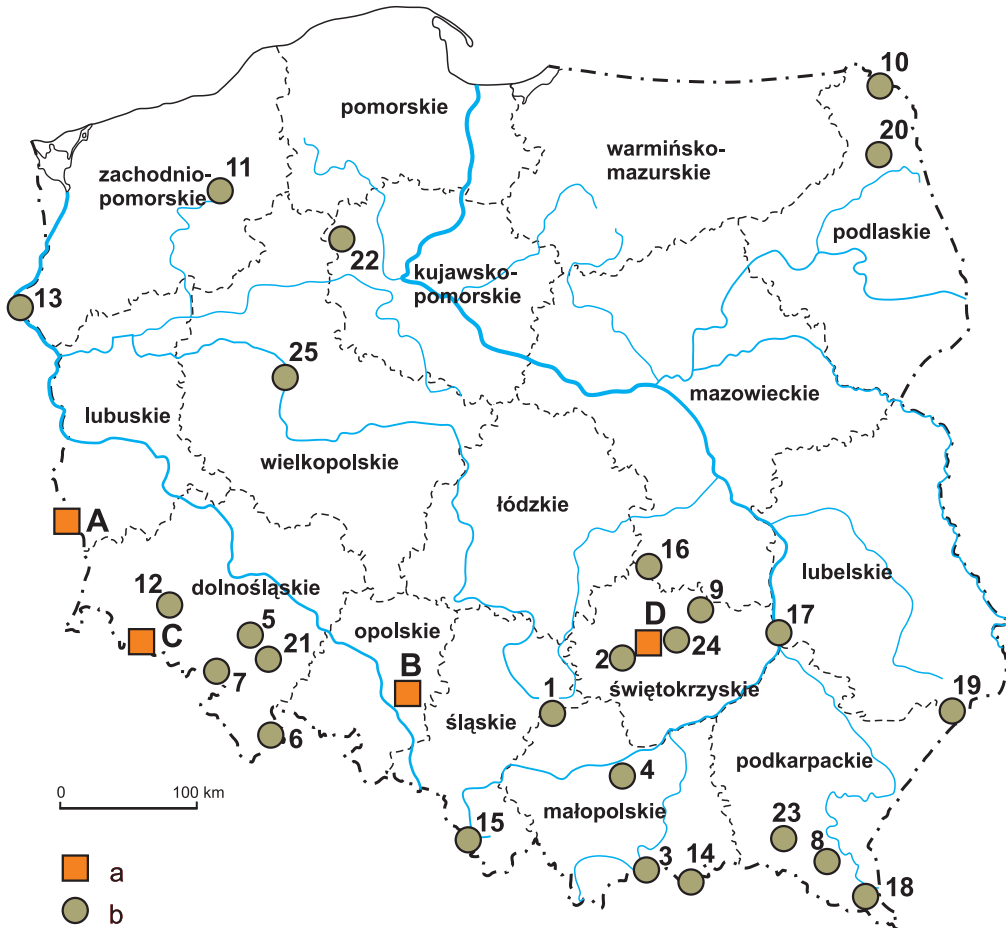 10
pomorskie
20
warmińsko-
mazurskie
zachodnio-
pomorskie
11
podlaskie
22
kujawsko-
pomorskie
13
25
mazowieckie
lubuskie
wielkopolskie
łódzkie
A
16
lubelskie
12
dolnośląskie
9
5
D
17
C
opolskie
21
24
2
B
7
świętokrzyskie
1
19
śląskie
6
podkarpackie
0
100 km
4
małopolskie
15
23
8
3
14
a
18
b